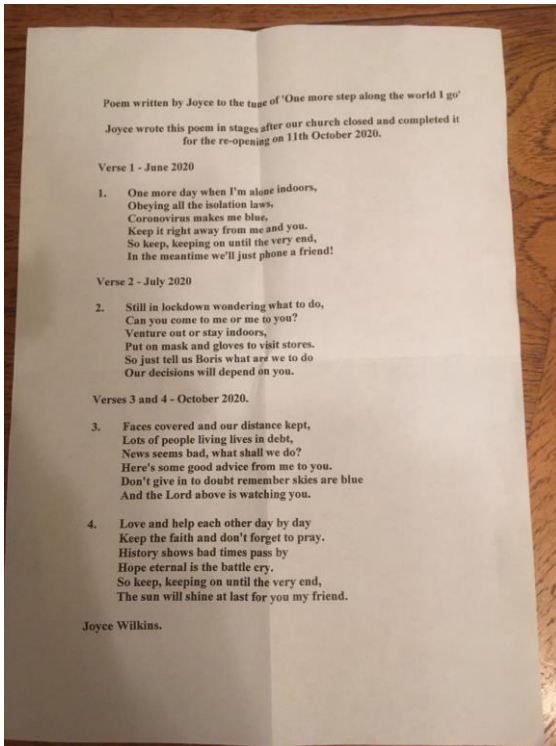 Poem written by Joyce to the tune of 'One more step along the world I go'
Joyce wrote this poem in stages after our church closed and completed it
for the re-opening on 11th October 2020.
Verse 1 - June 2020
1. One more day when I'm alone indoors,
Obeying all the isolation laws,
Coronovirus makes me blue,
Keep it right away from me and you.
So keep, keeping on until the very end,
In the meantime we'll just phone a friend!
Verse 2 - July 2020
2. Still in lockdown wondering what to do,
Can you come to me or me to you?
Venture out or stay indoors,
Put on mask and gloves to visit stores.
So just tell us Boris what are we to do
Our decisions will depend on you.
Verses 3 and 4 - October 2020.
3. Faces covered and our distance kept,
Lots of people living lives in debt,
News seems bad, what shall we do?
Here's some good advice from me to you.
Don't give in to doubt remember skies are blue
And the Lord above is watching you.
4. Love and help each other day by day
Keep the faith and don't forget to pray.
History shows bad times pass by
Hope eternal is the battle cry.
So keep, keeping on until the very end,
The sun will shine at last for you my friend.
Joyce Wilkins.